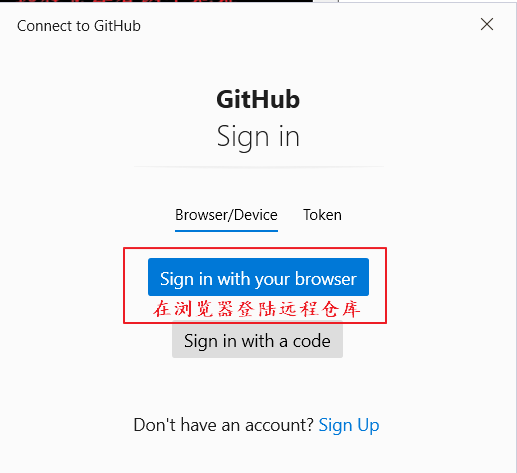 Connect to GitHub
GitHub
Sign in
Browser/Device Token
Sign in with your browser
在浏览器登陆远程仓库
Sign in with a code
Don't have an account? Sign Up